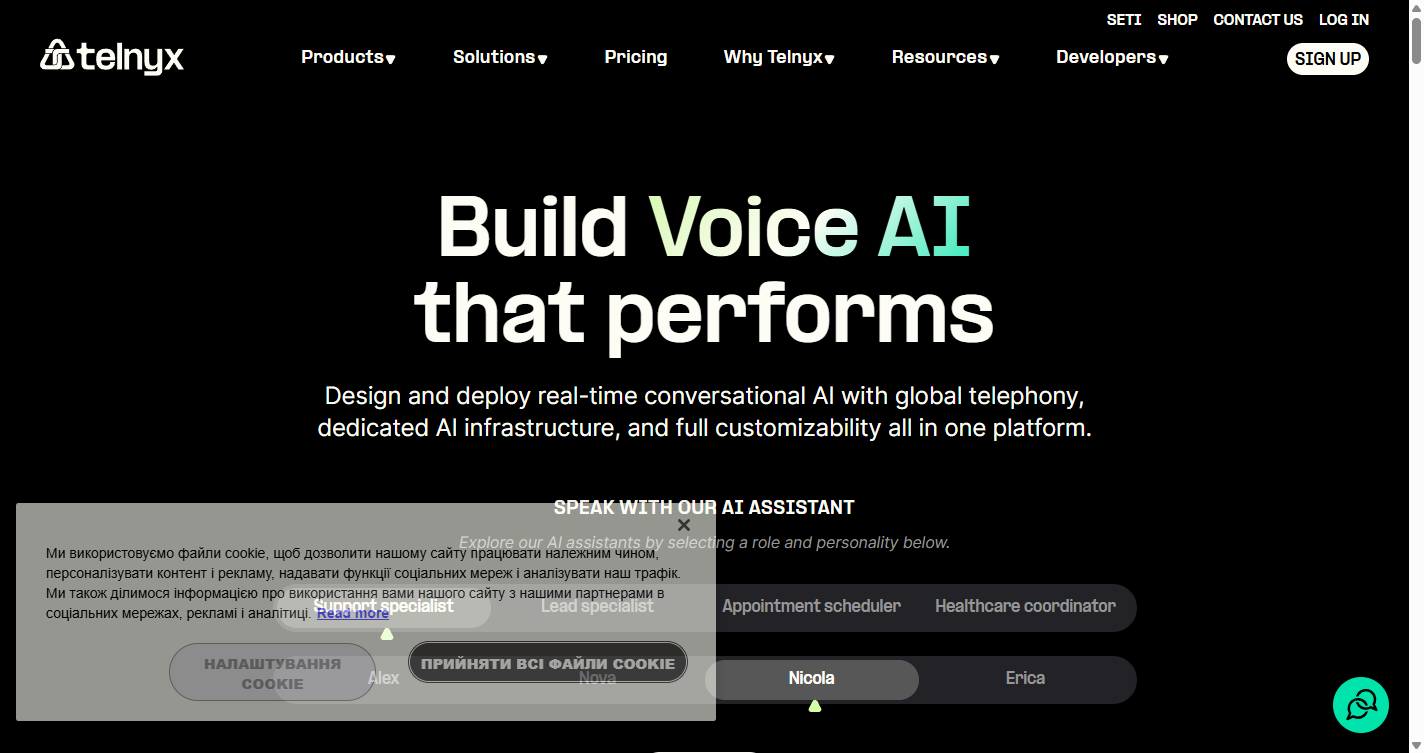 SETI SHOP CONTACT US LOG IN
telnyx
Products Solutions Pricing Why Telnyx Resources Developers
SIGN UP
Build Voice AI
that performs
Design and deploy real-time conversational AI with global telephony,
dedicated AI infrastructure, and full customizability all in one platform.
SPEAK WITH OUR AI ASSISTANT
Explore our AI assistants by selecting a role and personality below.
Support specialist Lead specialist Appointment scheduler Healthcare coordinator
Alex Nova Nicola Erica
Ми використовуємо файли cookie, щоб дозволити нашому сайту працювати належним чином,
персоналізувати контент і рекламу, надавати функції соціальних мереж і аналізувати наш трафік.
Ми також ділимося інформацією про використання вами нашого сайту з нашими партнерами в
соціальних мережах, рекламі і аналітиці. Read more
НАЛАШТУВАННЯ
COOKIE
ПРИЙНЯТИ ВСІ ФАЙЛИ COOKIE